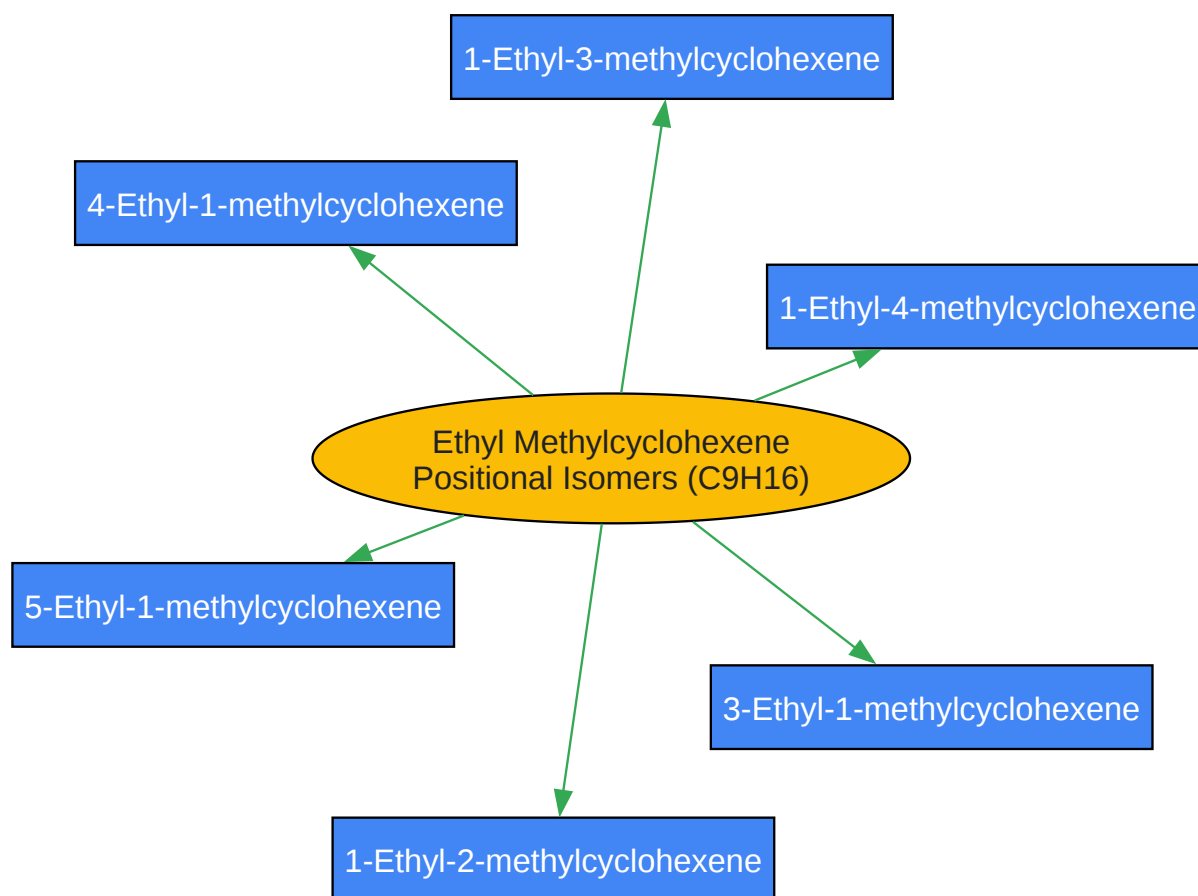 1-Ethyl-3-methylcyclohexene
4-Ethyl-1-methylcyclohexene
1-Ethyl-4-methylcyclohexene
Ethyl Methylcyclohexene
Positional Isomers (C9H16)
5-Ethyl-1-methylcyclohexene
3-Ethyl-1-methylcyclohexene
1-Ethyl-2-methylcyclohexene